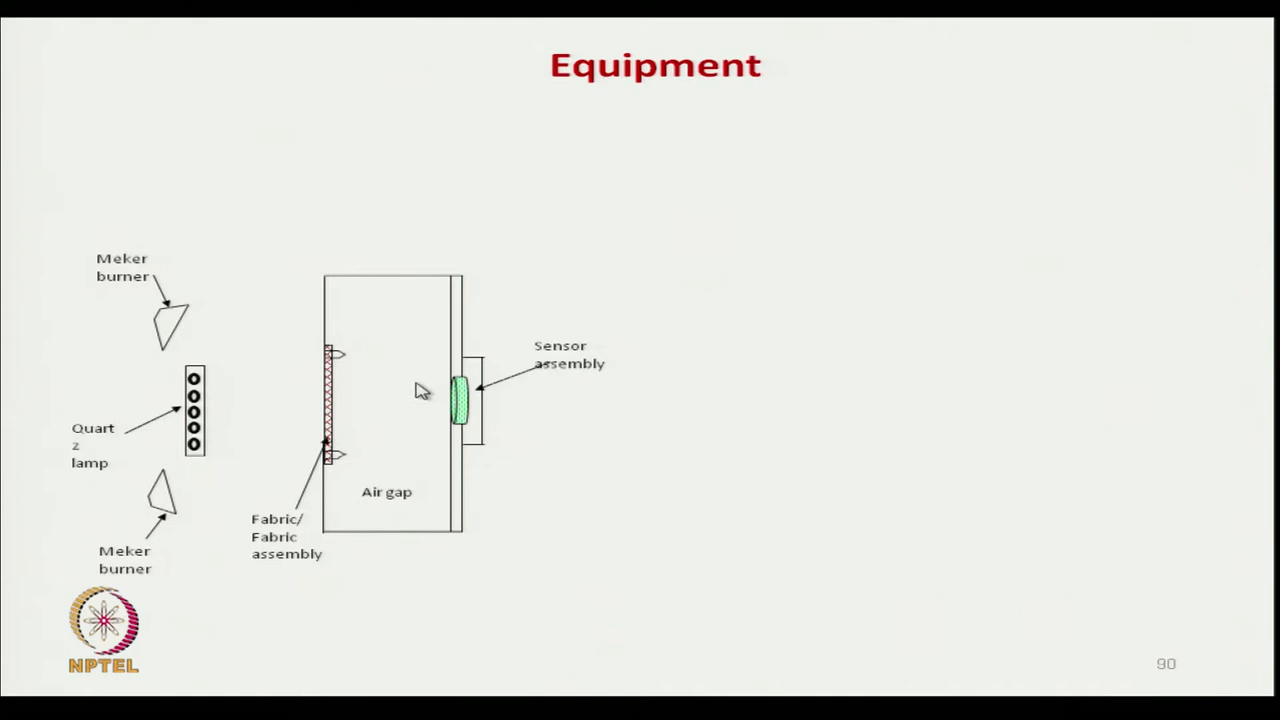 Equipment
Meker
burner
Sensor
assembly
Quart
z
lamp
Air gap
Fabric/
Fabric
assembly
Meker
burner
NPTEL
90